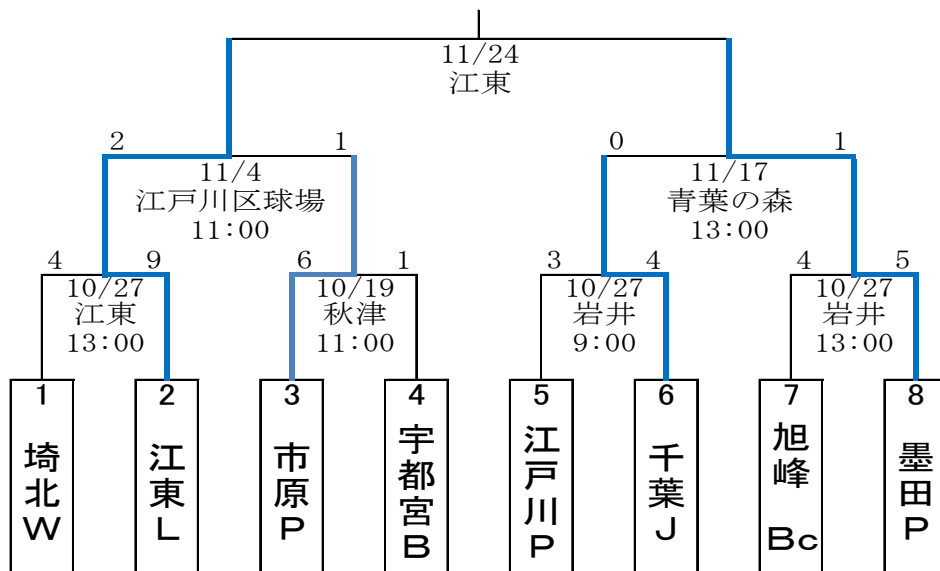 11/24
江東
2
1
0
1
11/4
江戸川区球場
11:00
11/17
青葉の森
13:00
4
9
6
1
3
4
4
5
10/27
江東
13:00
10/19
秋津
11:00
10/27
岩井
9:00
10/27
岩井
13:00
1
埼北W
2
江東L
3
市原P
4
宇都宮B
5
江戸川P
6
千葉J
7
旭峰 Bc
8
墨田P